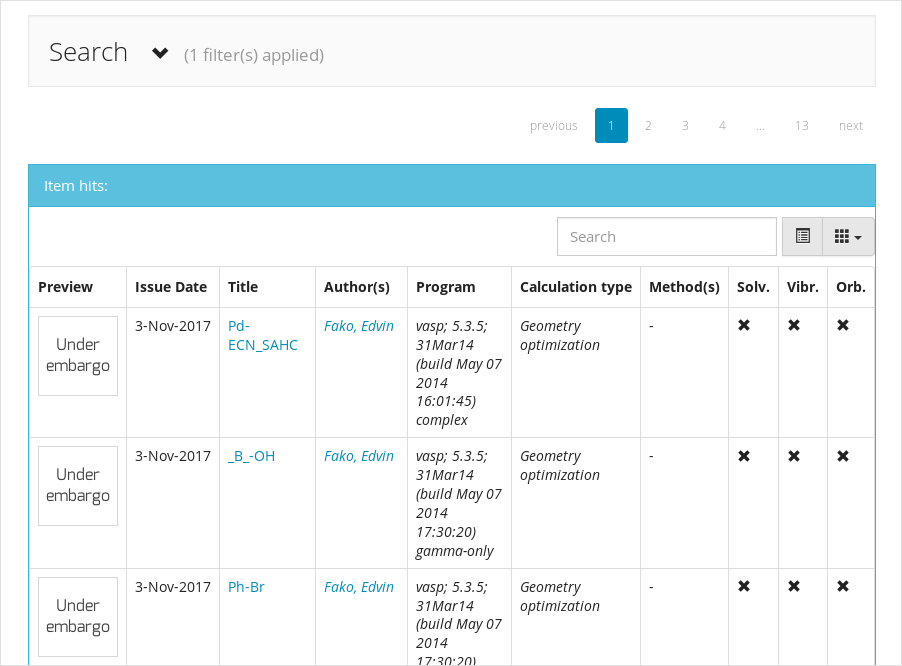 Search (1 filter(s) applied)
previous 1 2 3 4 ... 13 next
Item hits:
Search
Preview Issue Date Title Author(s) Program Calculation type Method(s) Solv. Vibr. Orb.
Under
embargo
3-Nov-2017
Pd-
ECN_SAHC
Fako, Edvin
vasp; 5.3.5;
31Mar14
(build May 07
2014
16:01:45)
complex
Geometry
optimization
-
Under
embargo
3-Nov-2017
_B_-OH
Fako, Edvin
vasp; 5.3.5;
31Mar14
(build May 07
2014
17:30:20)
gamma-only
Geometry
optimization
-
Under
embargo
3-Nov-2017
Ph-Br
Fako, Edvin
vasp; 5.3.5;
31Mar14
(build May 07
2014
17:30:20)
Geometry
optimization
-